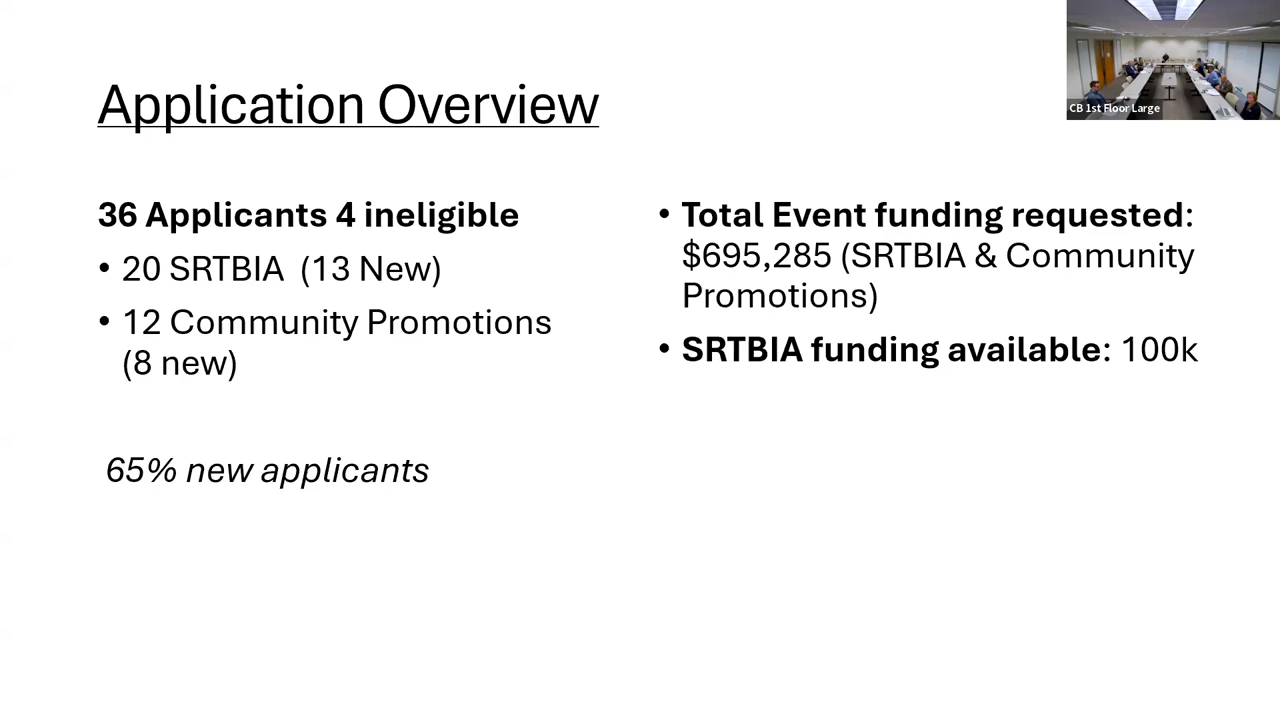 Application Overview
36 Applicants 4 ineligible
• 20 SRTBIA (13 New)
• 12 Community Promotions
(8 new)
65% new applicants
• Total Event funding requested:
$695,285 (SRTBIA & Community
Promotions)
• SRTBIA funding available: 100k
CB 1st Floor Large